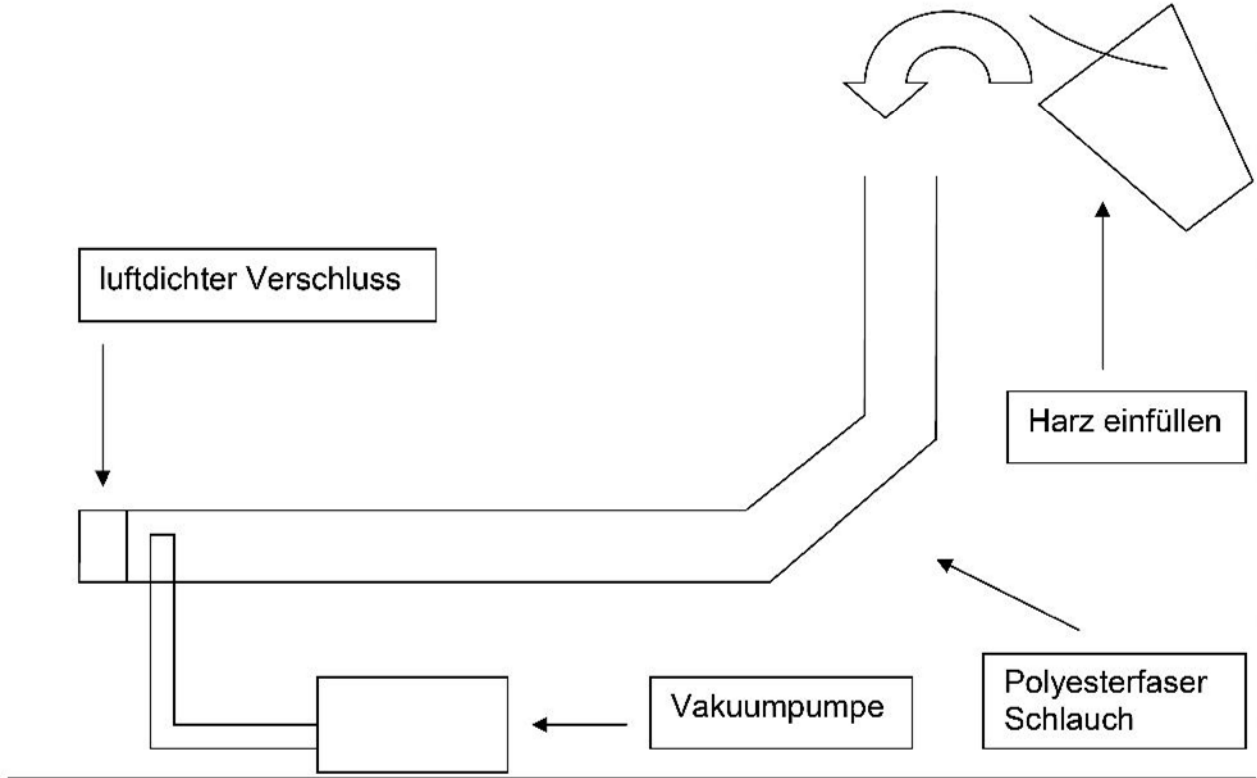 luftdichter Verschluss
Harz einfüllen
Polyesterfaser
Schlauch
Vakuumpumpe